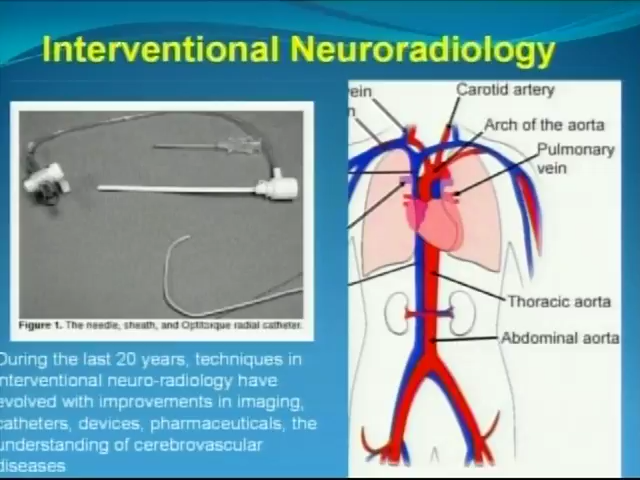 Interventional Neuroradiology
ein
n
Carotid artery
Arch of the aorta
Pulmonary
vein
Thoracic aorta
Abdominal aorta
Figure 1. The needle, sheath, and Optitorque radial catheter.
During the last 20 years, techniques in
interventional neuro-radiology have
evolved with improvements in imaging,
catheters, devices, pharmaceuticals, the
understanding of cerebrovascular
diseases